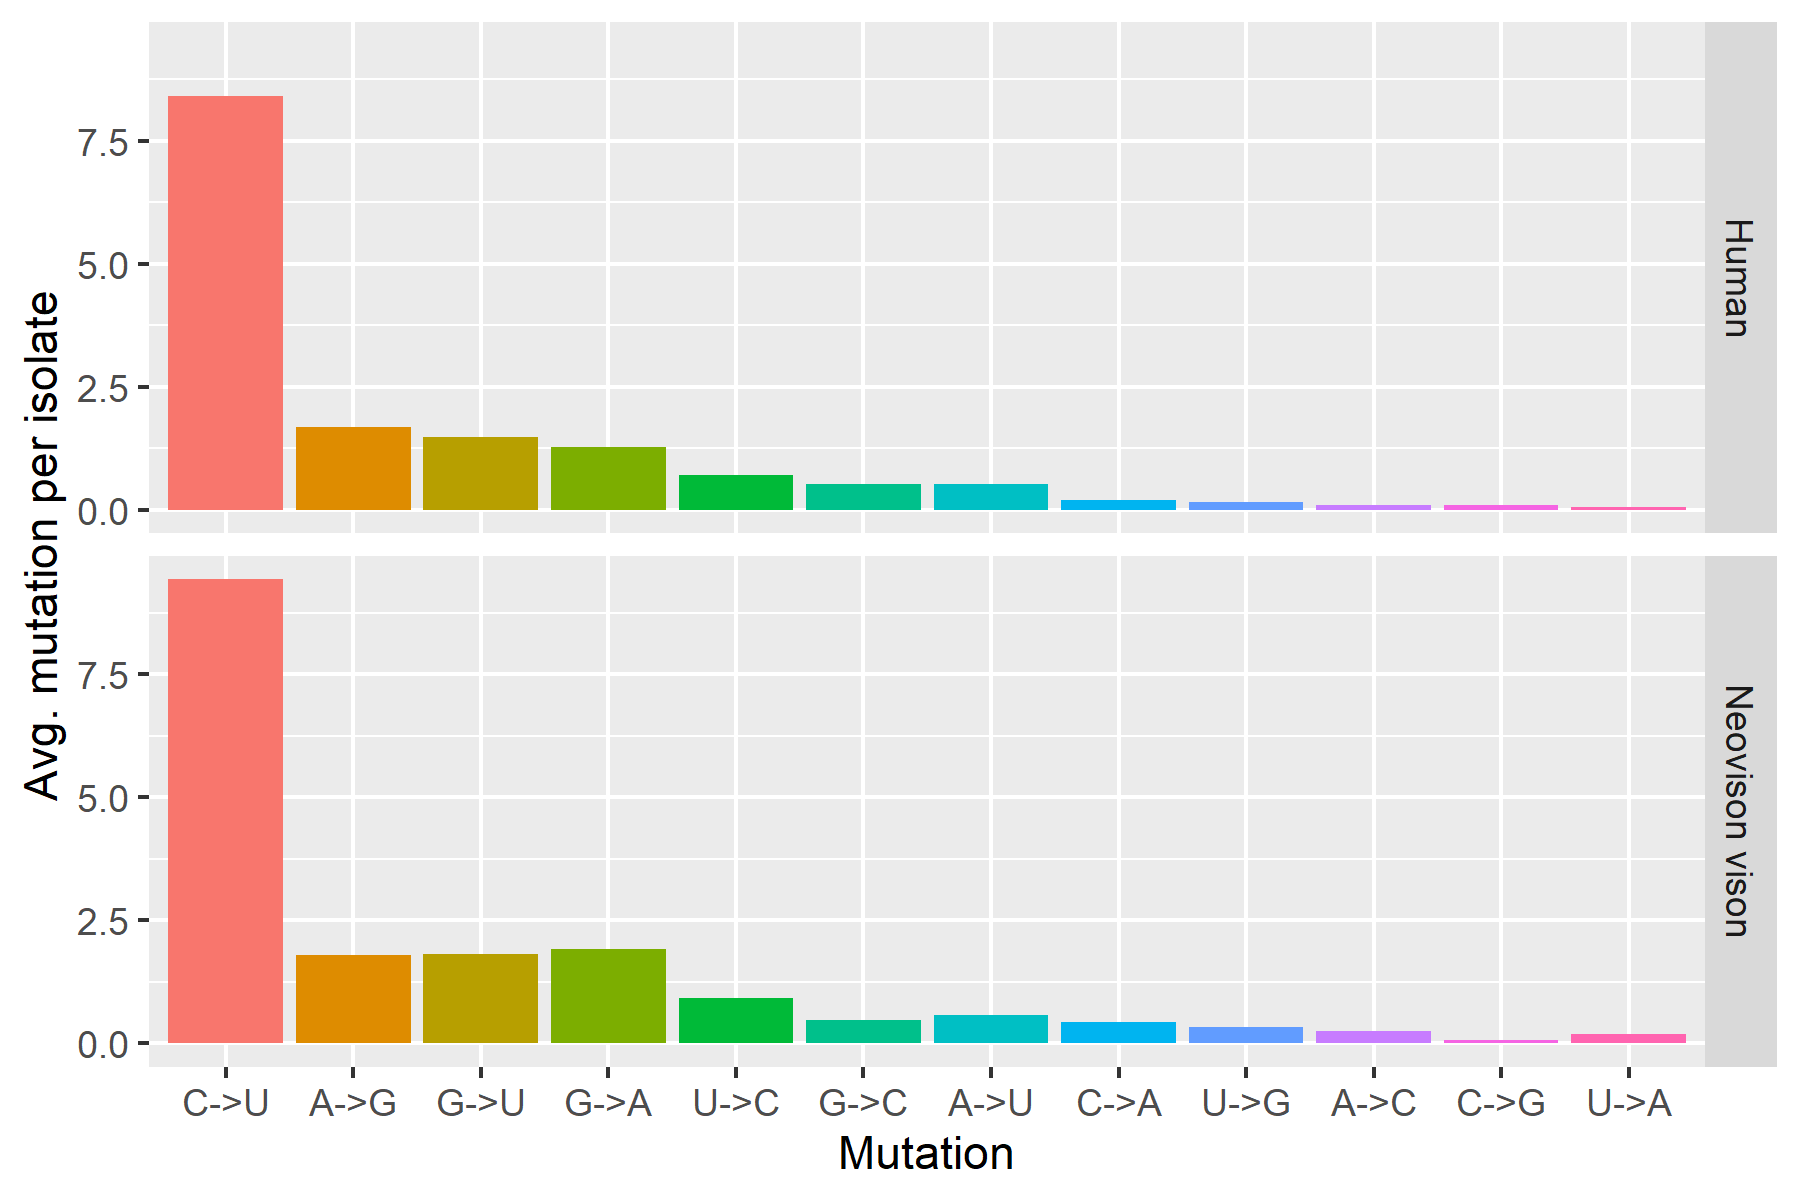 Avg. mutation per isolate
7.5
5.0
2.5
0.0
Human
7.5
5.0
2.5
0.0
Neovison vison
C->U A->G G->U G->A U->C G->C A->U C->A U->G A->C C->G U->A
Mutation